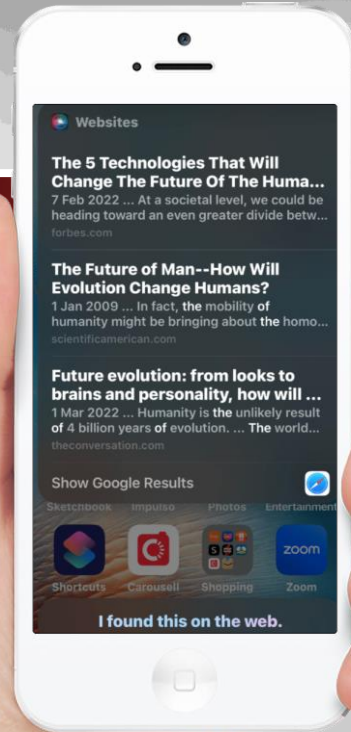 Websites
The 5 Technologies That Will
Change The Future Of The Huma...
7 Feb 2022 ... At a societal level, we could be
heading toward an even greater divide betw...
forbes.com
The Future of Man--How Will
Evolution Change Humans?
1 Jan 2009 ... In fact, the mobility of
humanity might be bringing about the homo...
scientificamerican.com
Future evolution: from looks to
brains and personality, how will ...
1 Mar 2022 ... Humanity is the unlikely result
of 4 billion years of evolution. ... The world...
theconversation.com
Show Google Results
Sketchbook Impulso Photos Entertainment
zoom
Shortcuts Carousell Shopping Zoom
I found this on the web.